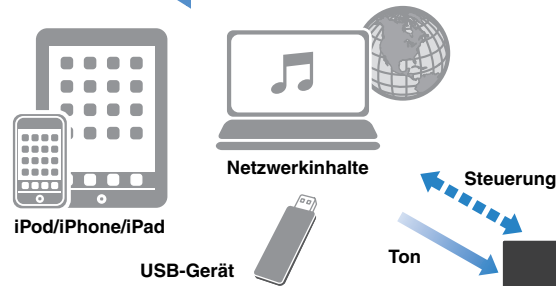 Netzwerkinhalte
Steuerung
iPod/iPhone/iPad
Ton
USB-Gerät